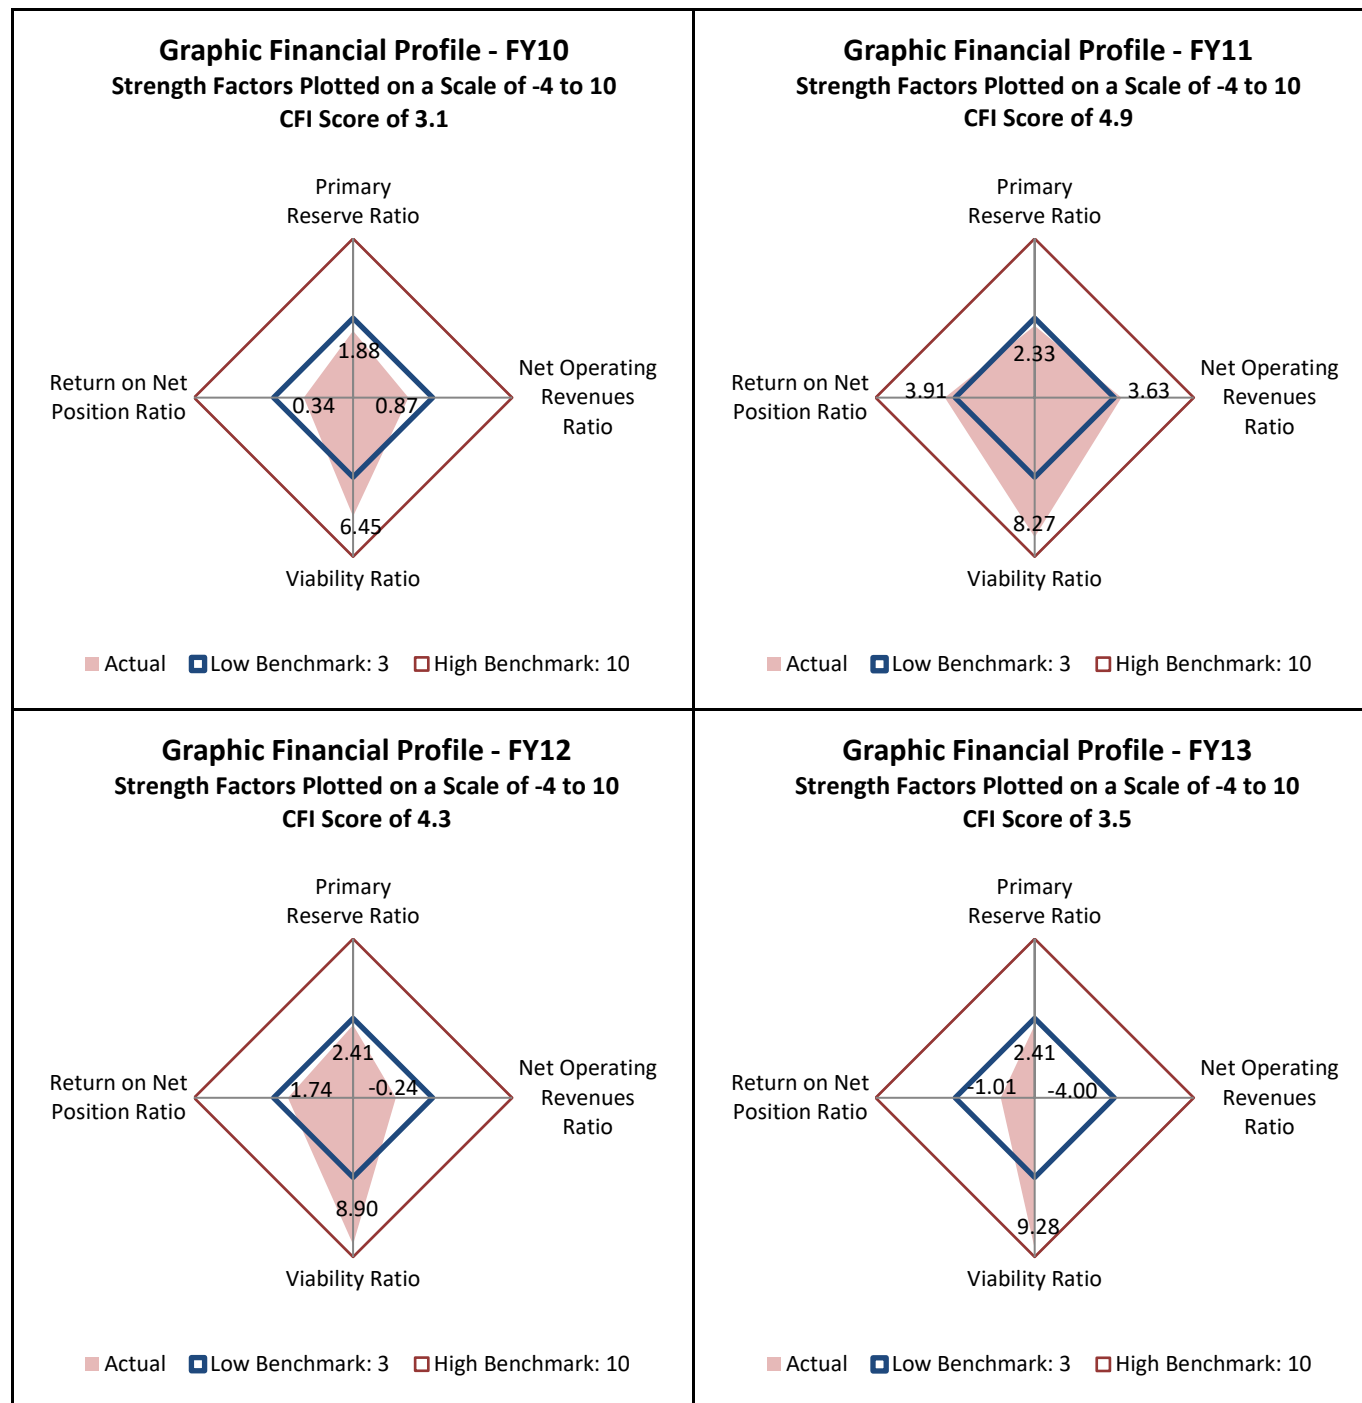 Graphic Financial Profile - FY10
Strength Factors Plotted on a Scale of -4 to 10
CFI Score of 3.1
Primary
Reserve Ratio
1.88
Return on Net
Position Ratio
0.34
0.87
Net Operating
Revenues
Ratio
6.45
Viability Ratio
Actual
Low Benchmark: 3
High Benchmark: 10
Graphic Financial Profile - FY11
Strength Factors Plotted on a Scale of -4 to 10
CFI Score of 4.9
Primary
Reserve Ratio
2.33
Return on Net
Position Ratio
3.91
3.63
Net Operating
Revenues
Ratio
8.27
Viability Ratio
Actual
Low Benchmark: 3
High Benchmark: 10
Graphic Financial Profile - FY12
Strength Factors Plotted on a Scale of -4 to 10
CFI Score of 4.3
Primary
Reserve Ratio
2.41
Return on Net
Position Ratio
1.74
-0.24
Net Operating
Revenues
Ratio
8.90
Viability Ratio
Actual
Low Benchmark: 3
High Benchmark: 10
Graphic Financial Profile - FY13
Strength Factors Plotted on a Scale of -4 to 10
CFI Score of 3.5
Primary
Reserve Ratio
2.41
Return on Net
Position Ratio
-1.01
-4.00
Net Operating
Revenues
Ratio
9.28
Viability Ratio
Actual
Low Benchmark: 3
High Benchmark: 10